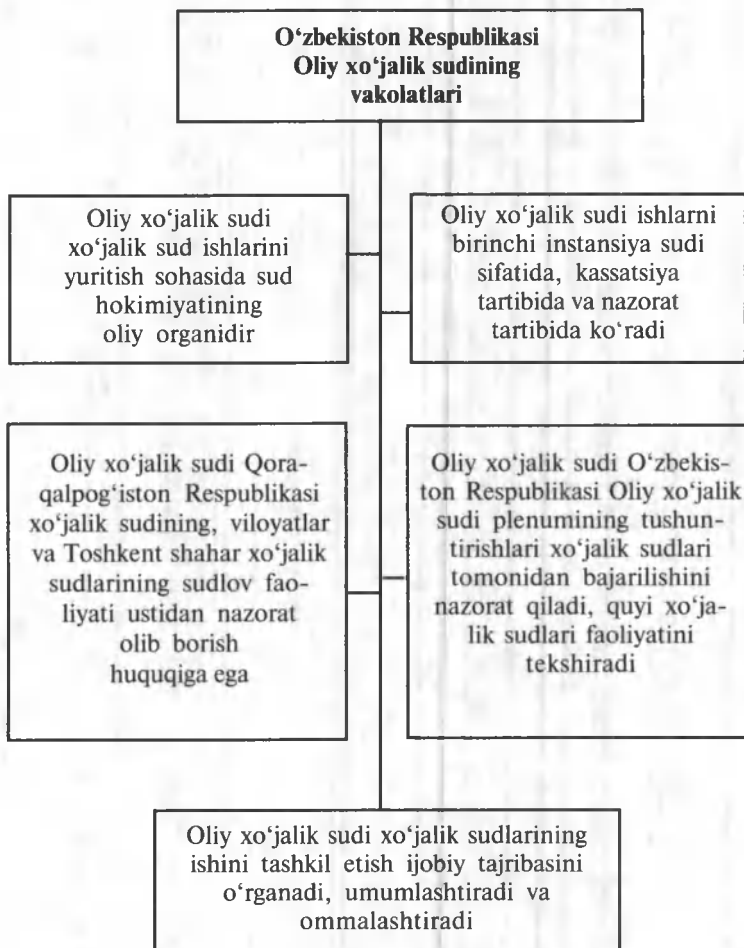 O‘zbekiston Respublikasi
Oliy xo‘jalik sudining
vakolatlari
Oliy xo‘jalik sudi
xo‘jalik sud ishlarini
yuritish sohasida sud
hokimiyatining
oliy organidir
Oliy xo‘jalik sudi ishlarni
birinchi instansiya sudi
sifatida, kassatsiya
tartibida va nazorat
tartibida ko‘radi
Oliy xo‘jalik sudi Qora-
qalpog‘iston Respublikasi
xo‘jalik sudining, viloyatlar
va Toshkent shahar xo‘jalik
sudlarining sudlov fao-
liyati ustidan nazorat
olib borish
huquqiga ega
Oliy xo‘jalik sudi O‘zbekis-
ton Respublikasi Oliy xo‘jalik
sudi plenumining tushun-
tirishlari xo‘jalik sudlari
tomonidan bajarilishini
nazorat qiladi, quyi xo‘ja-
lik sudlari faoliyatini
tekshiradi
Oliy xo‘jalik sudi xo‘jalik sudlarining
ishini tashkil etish ijobiy tajribasini
o‘rganadi, umumlashtiradi va
ommalashtiradi